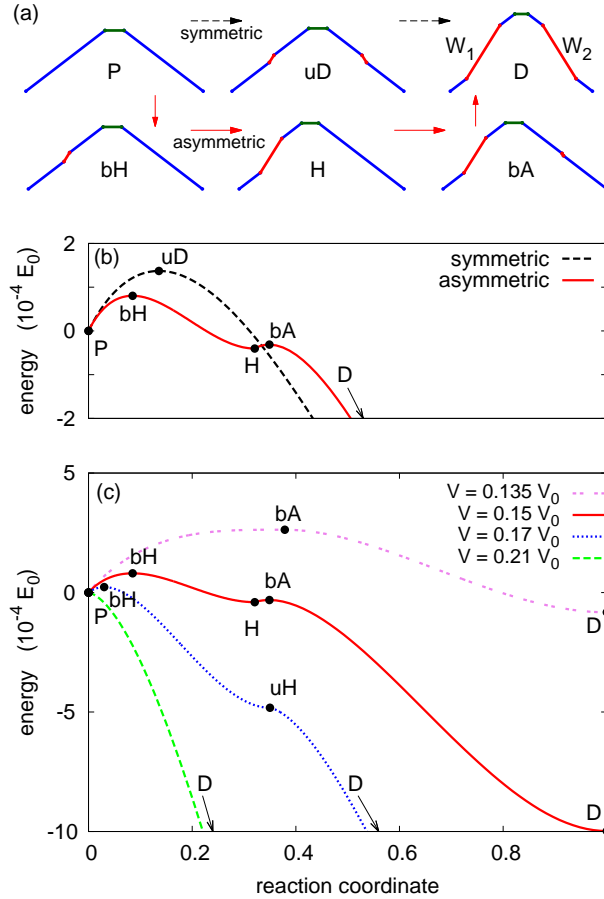 (a)
symmetric
P
uD
W1
W2
D
asymmetric
bH
H
bA
(b)
uD
bH
P
H
bA
D
symmetric
asymmetric
2
0
-2
energy (10^-4 E0)
(c)
V = 0.135 V0
V = 0.15 V0
V = 0.17 V0
V = 0.21 V0
bA
bH
bA
P
bH
H
D
uH
D
D
D
5
0
-5
-10
energy (10^-4 E0)
0
0.2
0.4
0.6
0.8
reaction coordinate